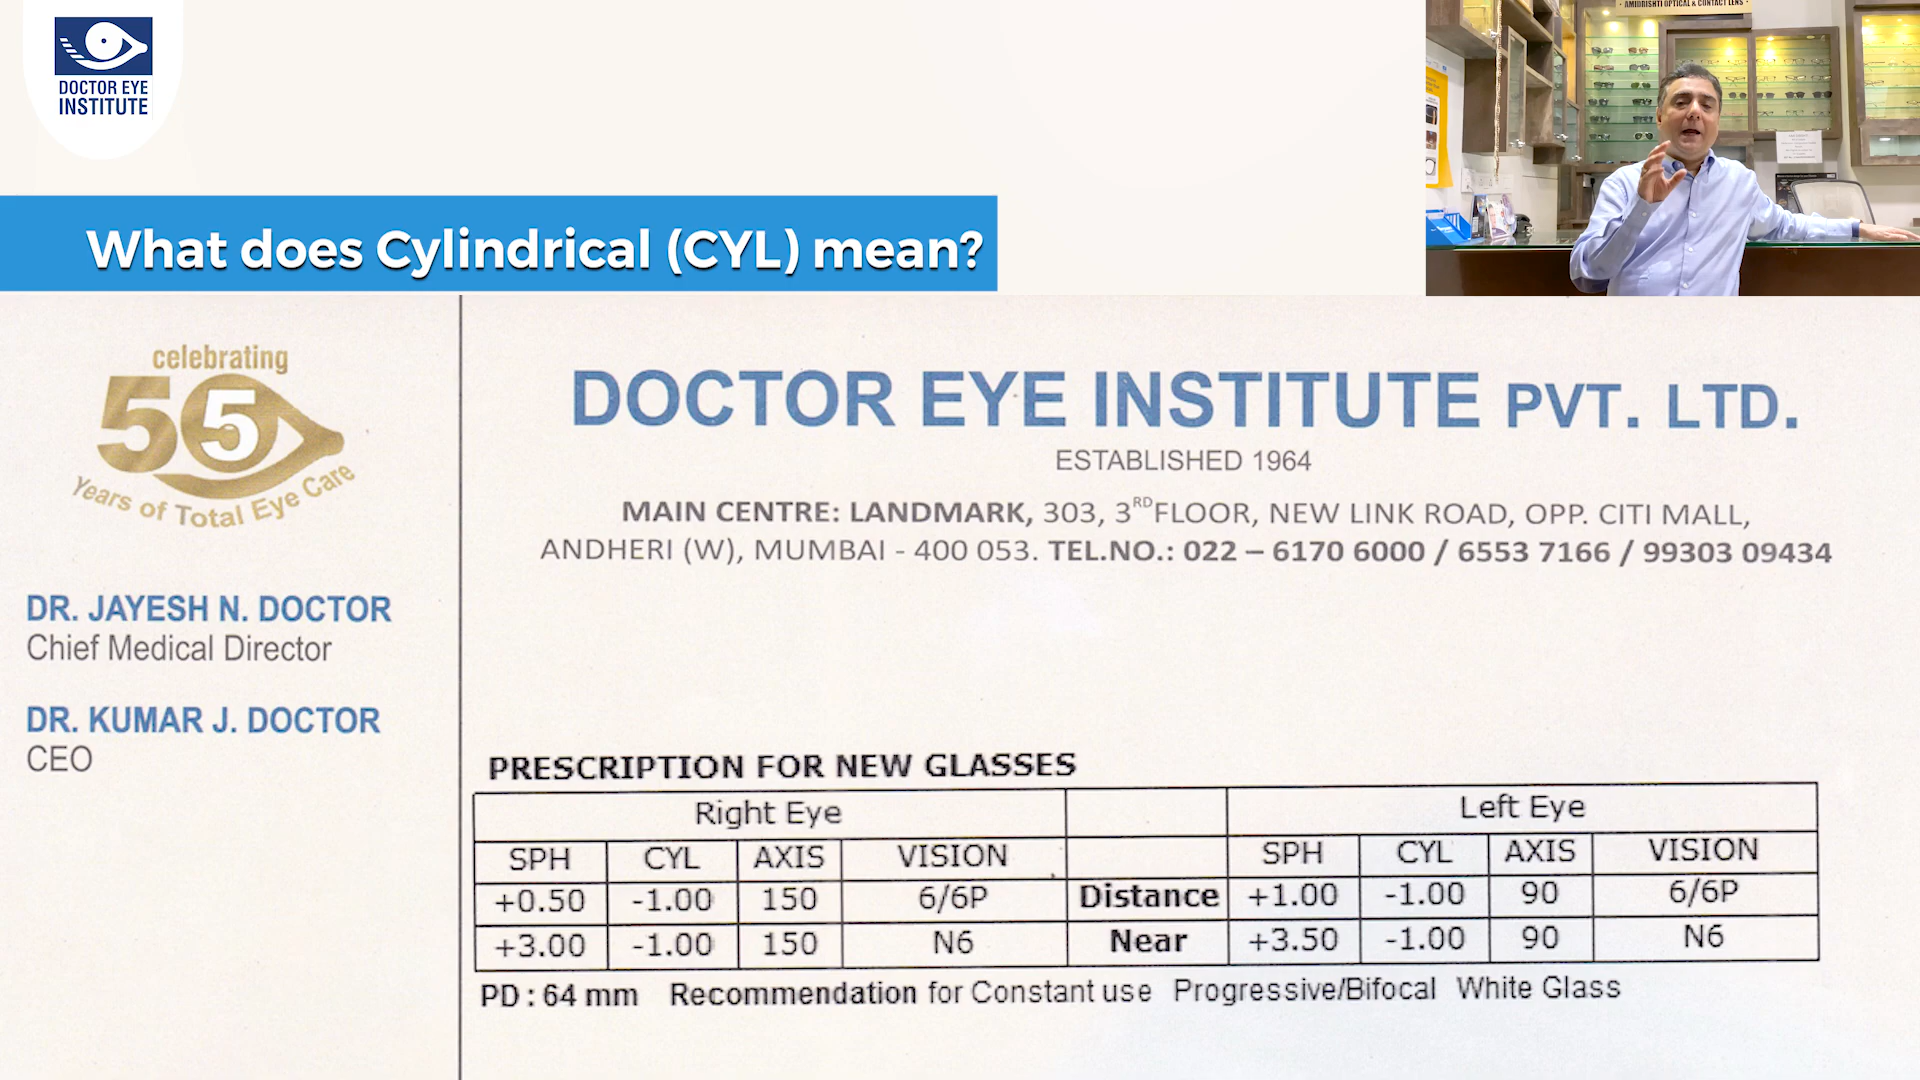 DOCTOR EYE
INSTITUTE
AMIDRISHTI OPTICAL & CONTACT LENS
What does Cylindrical (CYL) mean?
celebrating
55
Years of Total Eye Care
DR. JAYESH N. DOCTOR
Chief Medical Director
DR. KUMAR J. DOCTOR
CEO
DOCTOR EYE INSTITUTE PVT. LTD.
ESTABLISHED 1964
MAIN CENTRE: LANDMARK, 303, 3RD FLOOR, NEW LINK ROAD, OPP. CITI MALL,
ANDHERI (W), MUMBAI - 400 053. TEL.NO.: 022 – 6170 6000 / 6553 7166 / 99303 09434
PRESCRIPTION FOR NEW GLASSES
Right Eye Left Eye
SPH CYL AXIS VISION SPH CYL AXIS VISION
+0.50 -1.00 150 6/6P Distance +1.00 -1.00 90 6/6P
+3.00 -1.00 150 N6 Near +3.50 -1.00 90 N6
PD : 64 mm Recommendation for Constant use Progressive/Bifocal White Glass